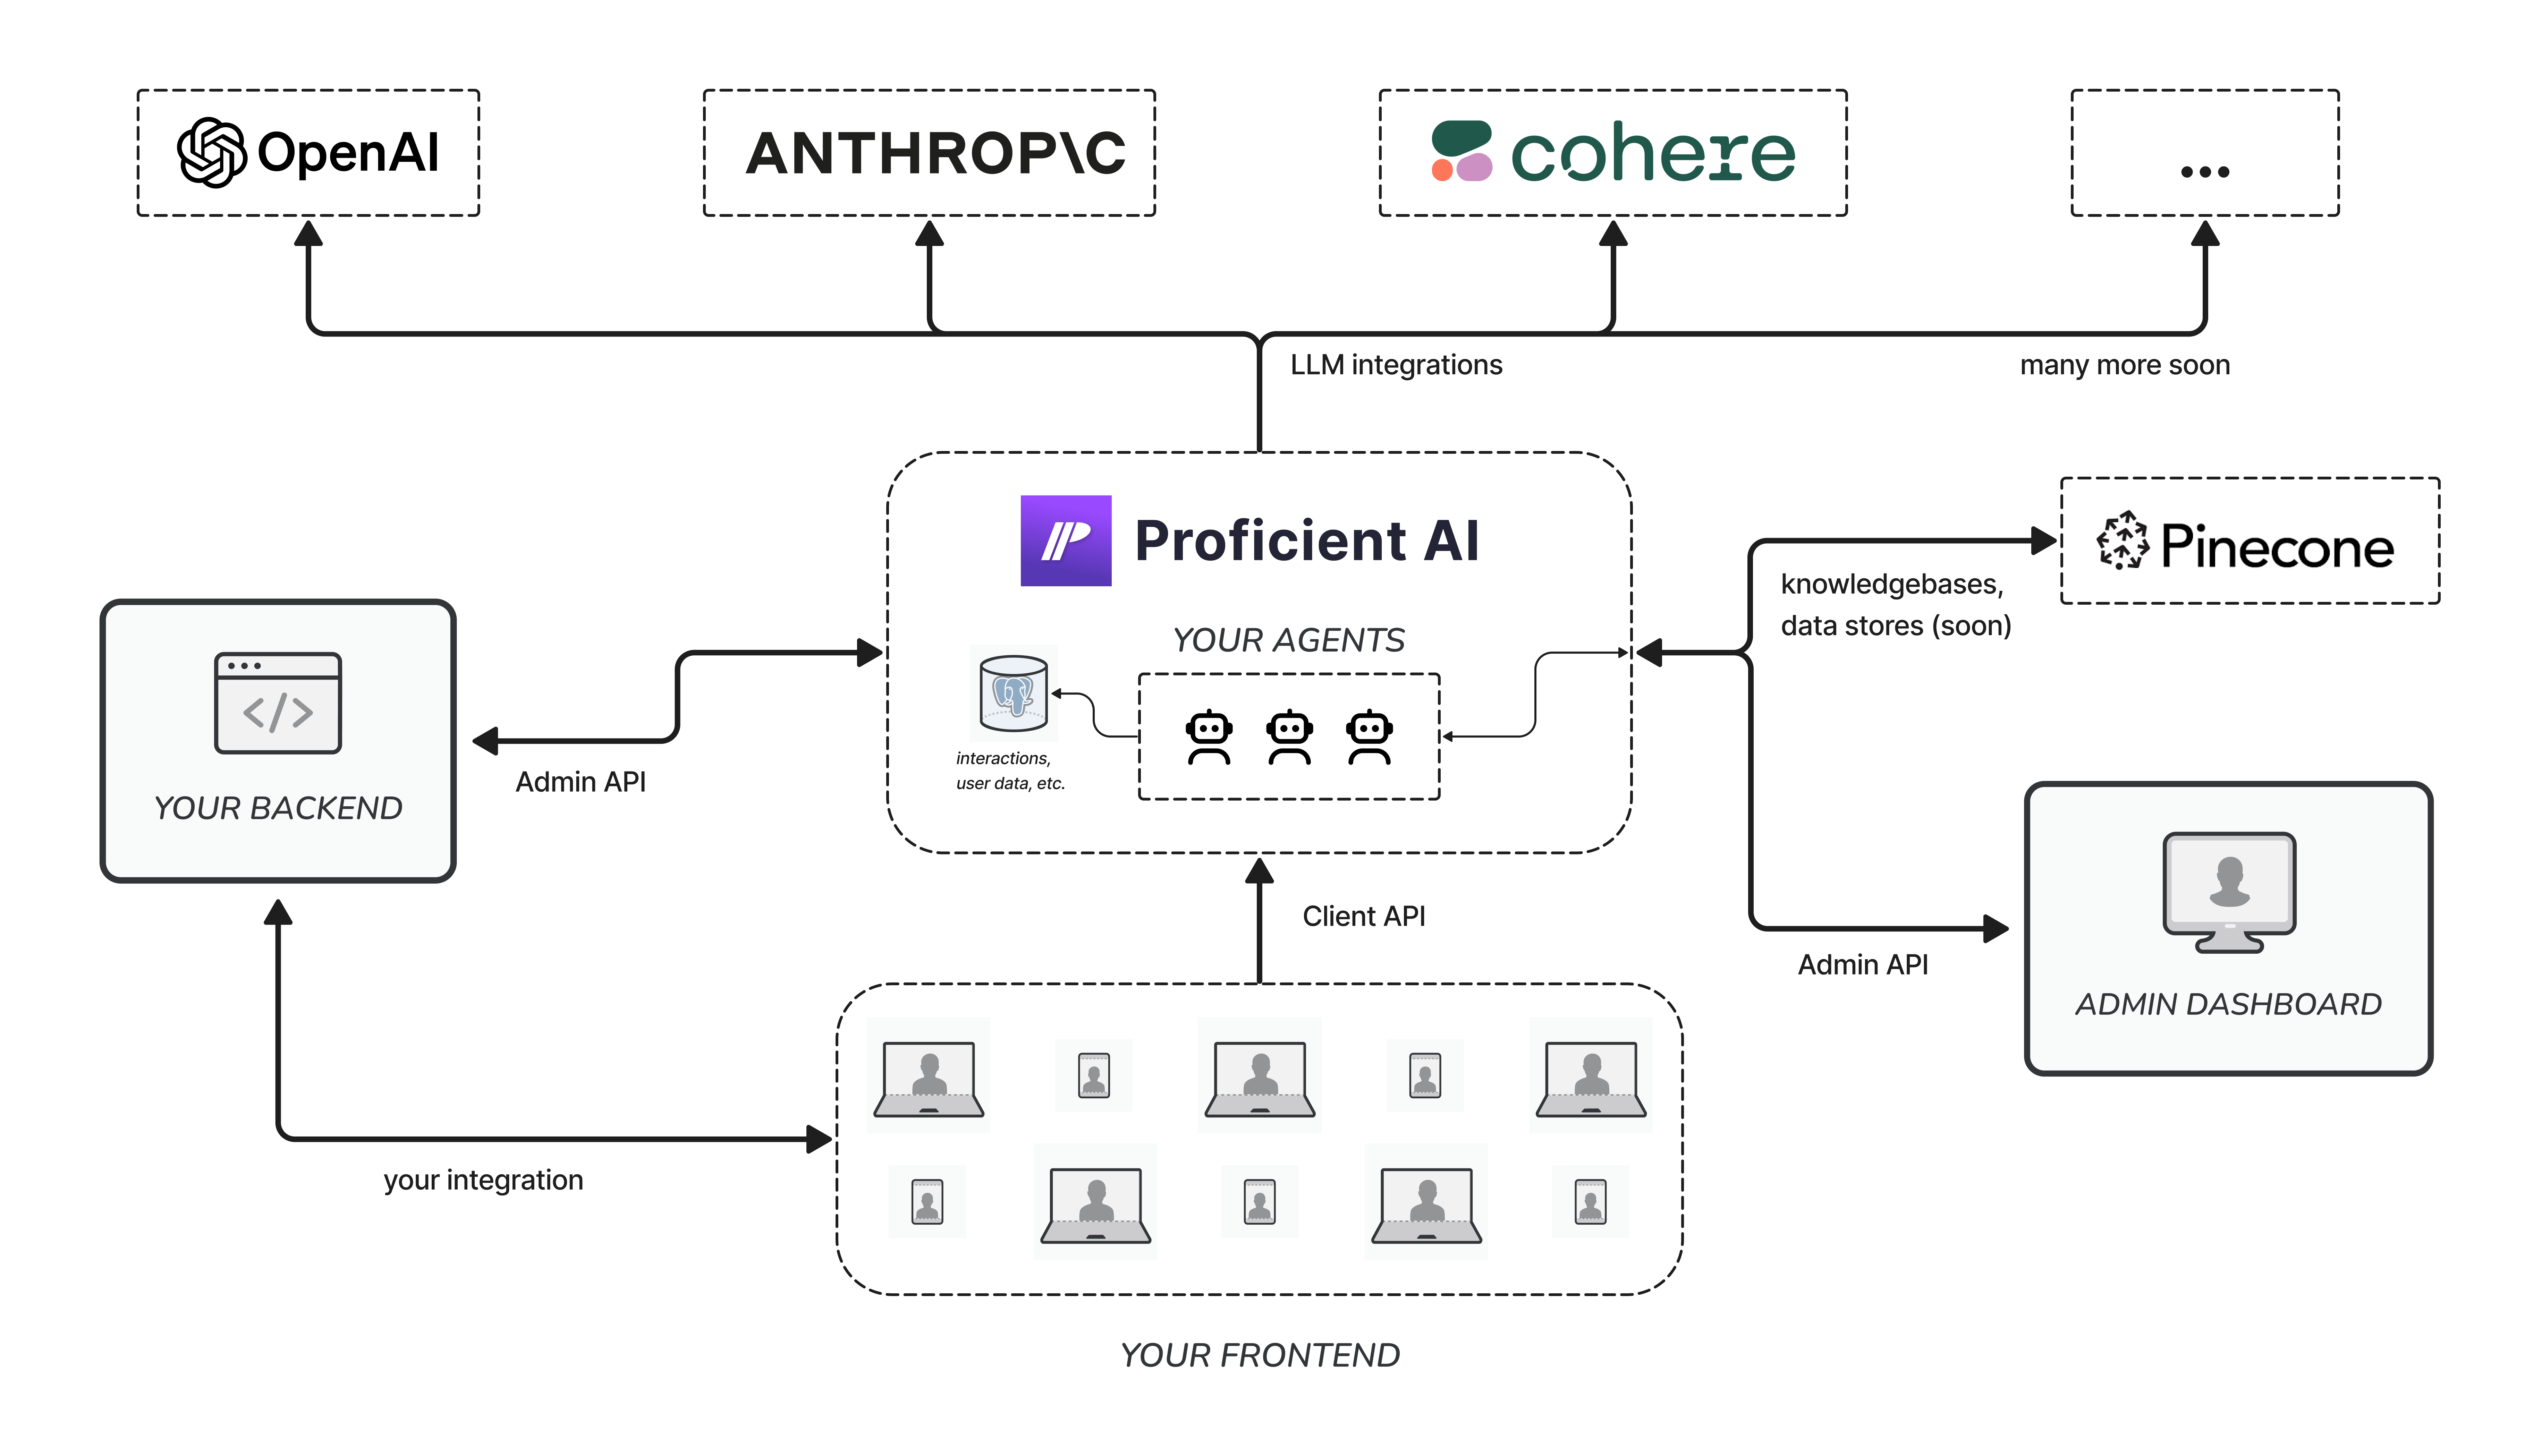 OpenAI
ANTHROP\C
cohere
...
LLM integrations
many more soon
Proficient AI
Pinecone
knowledgebases,
data stores (soon)
YOUR AGENTS
</>
YOUR BACKEND
Admin API
interactions,
user data, etc.
Client API
Admin API
ADMIN DASHBOARD
your integration
YOUR FRONTEND